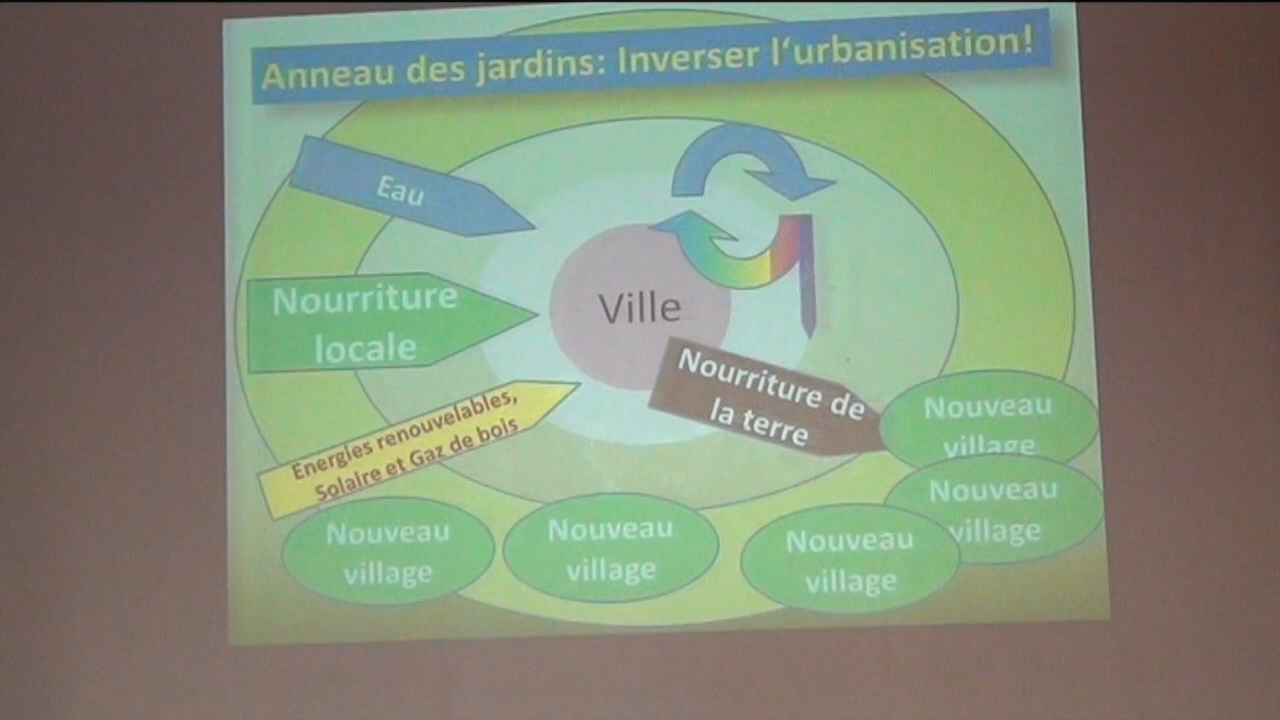 Anneau des jardins: Inverser l‘urbanisation!
Eau
Nourriture
locale
Ville
Energies renouvelables,
Solaire et Gaz de bois
Nourriture de
la terre
Nouveau
village
Nouveau
village
Nouveau
village
Nouveau
village
Nouveau
village